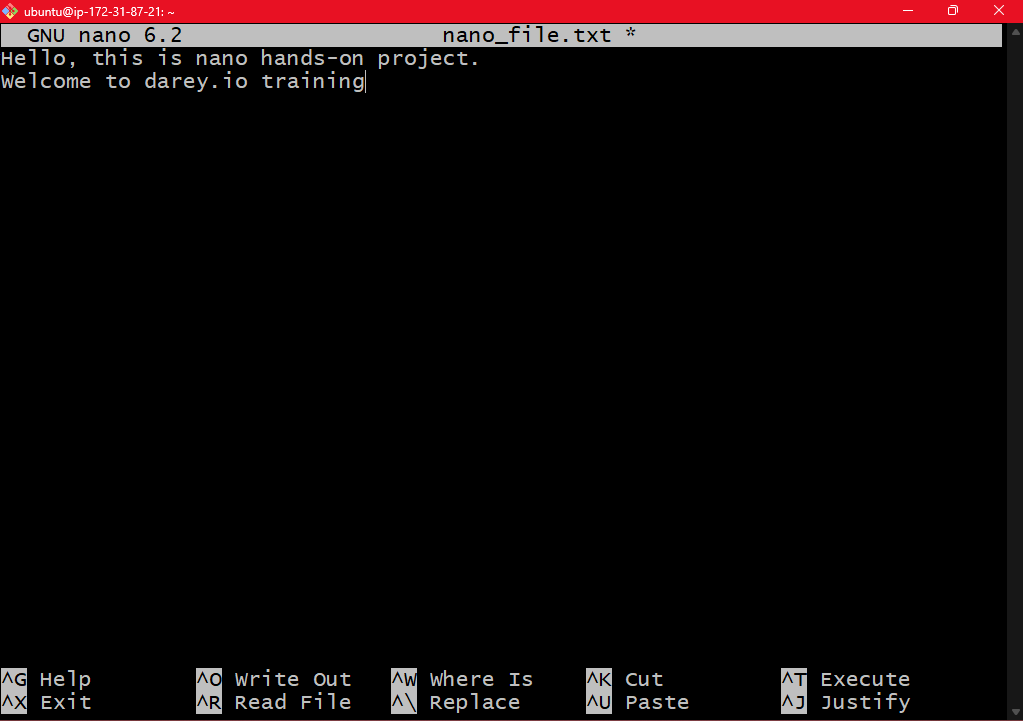 ubuntu@ip-172-31-87-21: ~
GNU nano 6.2 nano_file.txt *
Hello, this is nano hands-on project.
Welcome to darey.io training
^G Help ^O Write Out ^W Where Is ^K Cut ^T Execute
^X Exit ^R Read File ^\ Replace ^U Paste ^J Justify